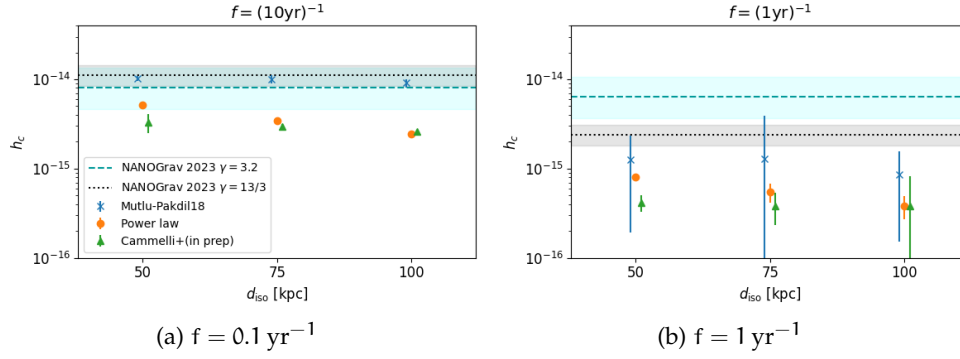 f = (10yr)⁻¹
10⁻¹⁴
10⁻¹⁵
10⁻¹⁶
h_c
NANOGrav 2023 γ = 3.2
NANOGrav 2023 γ = 13/3
Mutlu-Pakdil18
Power law
Cammelli+(in prep)
50 75 100
d_iso [kpc]
(a) f = 0.1 yr⁻¹
f = (1yr)⁻¹
10⁻¹⁴
10⁻¹⁵
10⁻¹⁶
h_c
50 75 100
d_iso [kpc]
(b) f = 1 yr⁻¹